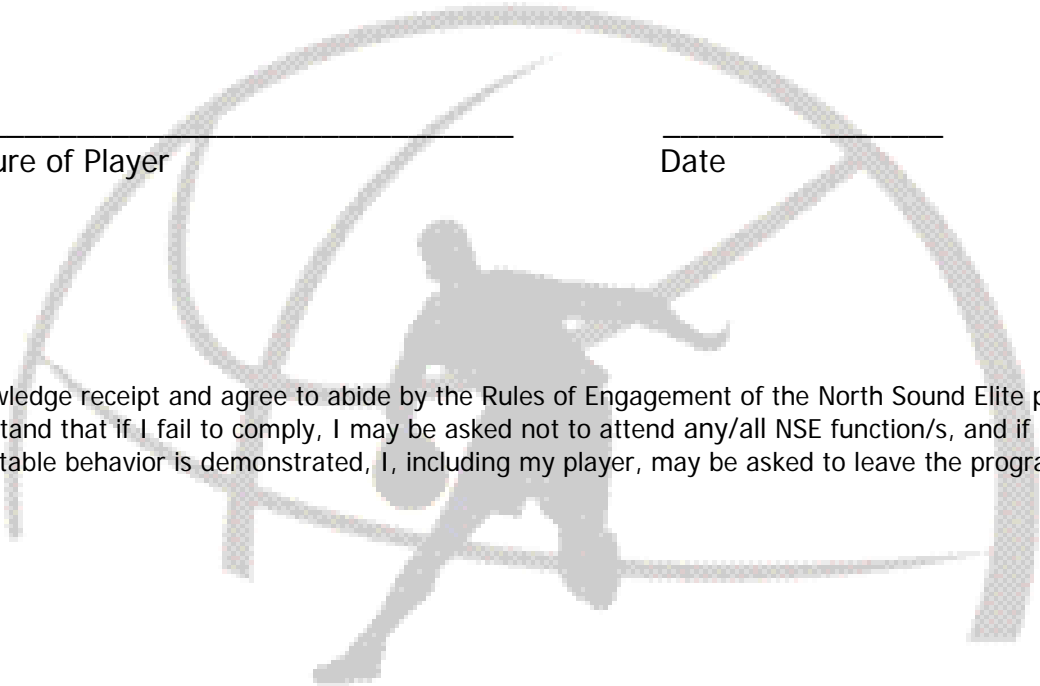 ure of Player Date
wledge receipt and agree to abide by the Rules of Engagement of the North Sound Elite p
tand that if I fail to comply, I may be asked not to attend any/all NSE function/s, and if
table behavior is demonstrated, I, including my player, may be asked to leave the progra